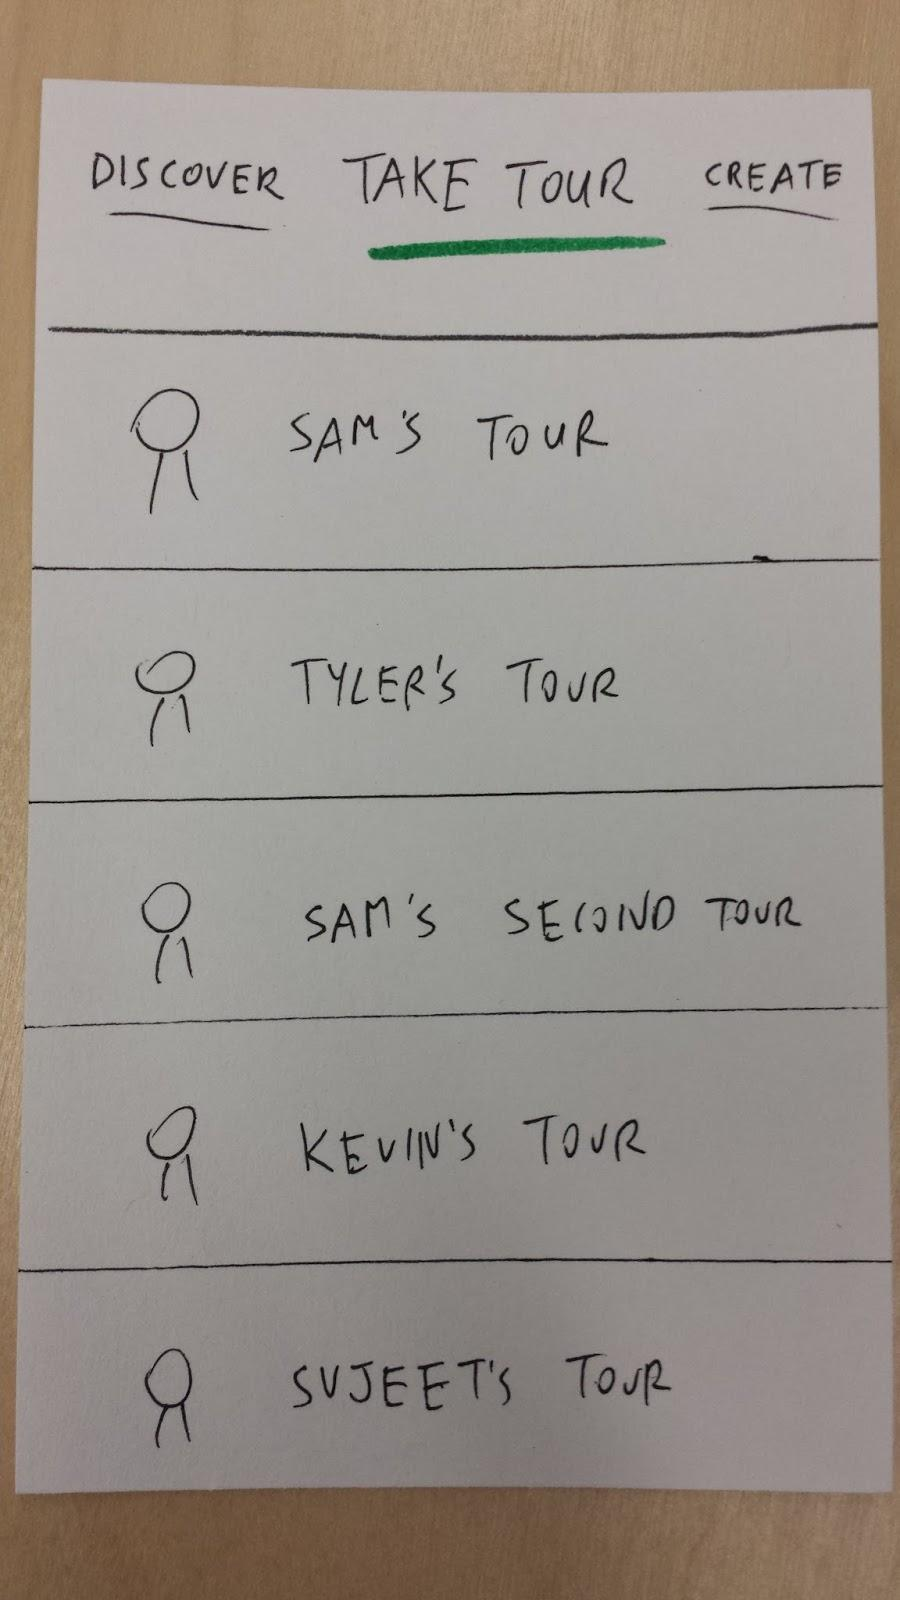 DISCOVER TAKE TOUR CREATE
SAM'S TOUR
TYLER'S TOUR
SAM'S SECOND TOUR
KEVIN'S TOUR
SUJEET'S TOUR